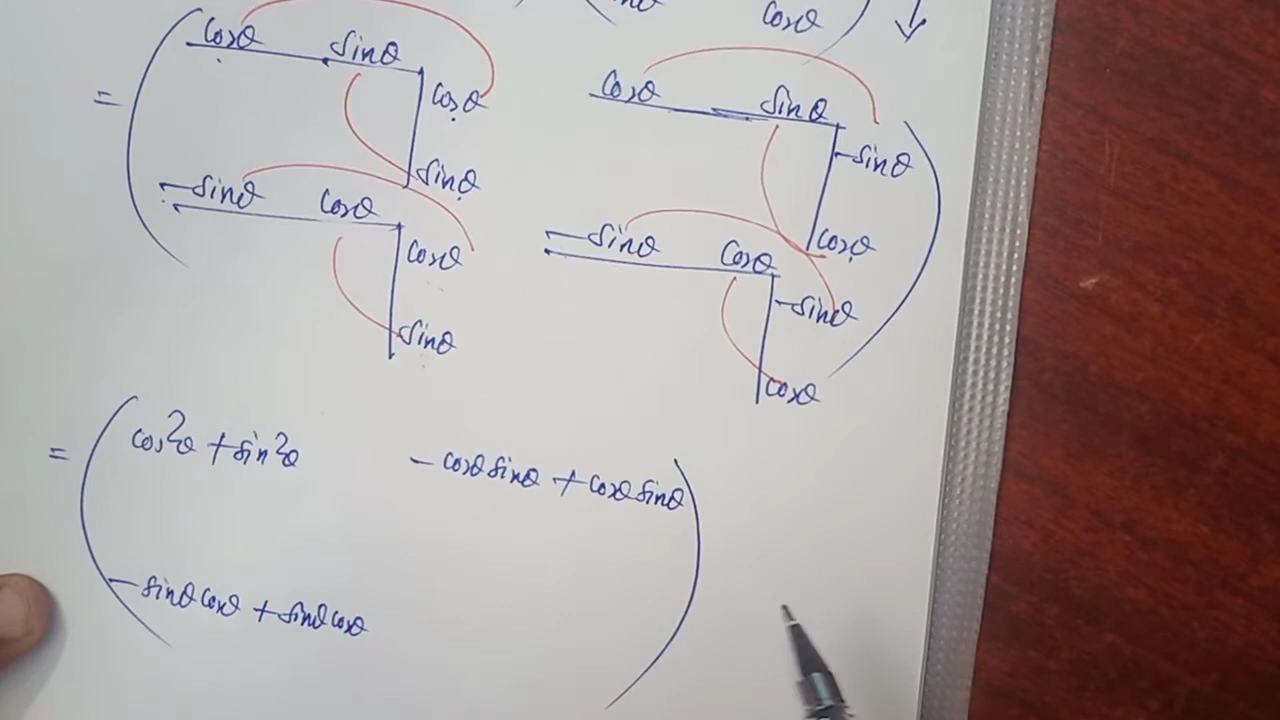 cosθ
cosθ sinθ
cosθ
sinθ
-sinθ cosθ
cosθ
sinθ
cosθ sinθ
-sinθ
cosθ
-sinθ cosθ
-sinθ
cosθ
=
= cos²θ + sin²θ - cosθ sinθ + cosθ sinθ
- sinθ cosθ + sinθ cosθ